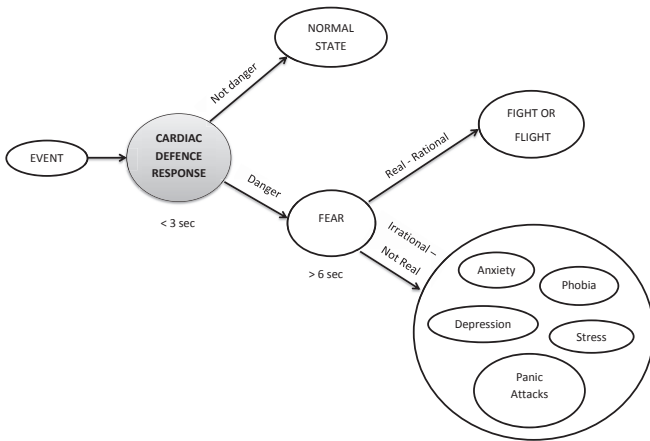 NORMAL
STATE
Not danger
EVENT
CARDIAC
DEFENCE
RESPONSE
< 3 sec
Danger
FEAR
> 6 sec
Real - Rational
FIGHT OR
FLIGHT
Irrational –
Not Real
Anxiety
Phobia
Depression
Stress
Panic
Attacks